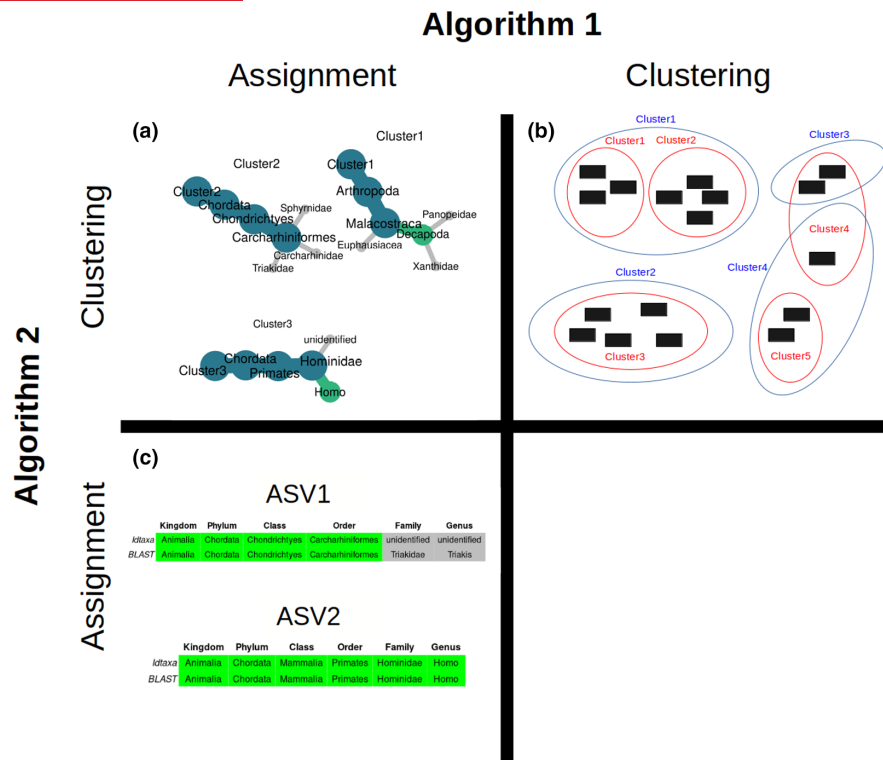 Algorithm 1
Assignment
Clustering
Algorithm 2
Clustering
Assignment
(a)
Cluster1
Cluster2
Cluster1
Cluster2
Arthropoda
Chordata
Chondrichtyes
Sphyrnidae
Malacostraca
Panopeidae
Decapoda
Carcharhiniformes
Euphausiacea
Carcharhinidae
Triakidae
Xanthidae
Cluster3
unidentified
Chordata
Hominidae
Cluster3
Primates
Homo
(b)
Cluster1
Cluster1 Cluster2
Cluster3
Cluster4
Cluster4
Cluster2
Cluster3
Cluster5
(c)
ASV1
Kingdom Phylum Class Order Family Genus
Idtaxa Animalia Chordata Chondrichtyes Carcharhiniformes unidentified unidentified
BLAST Animalia Chordata Chondrichtyes Carcharhiniformes Triakidae Triakis
ASV2
Kingdom Phylum Class Order Family Genus
Idtaxa Animalia Chordata Mammalia Primates Hominidae Homo
BLAST Animalia Chordata Mammalia Primates Hominidae Homo